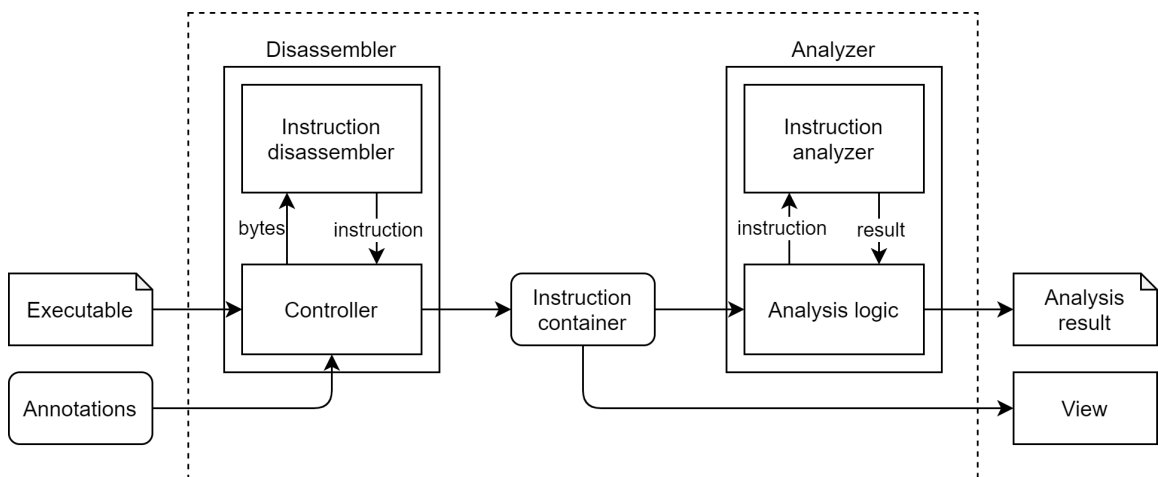 Disassembler
Analyzer
Instruction
disassembler
Instruction
analyzer
bytes
instruction
instruction
result
Executable
Controller
Instruction
container
Analysis logic
Analysis
result
Annotations
View